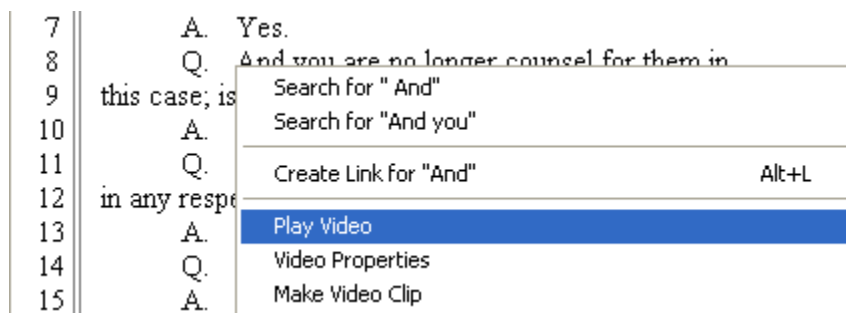 7 A. Yes.
8 Q. And you are no longer counsel for them in
9 this case; is
10 A.
11 Q.
12 in any respe
13 A.
14 Q.
15 A.
Search for " And"
Search for "And you"
Create Link for "And" Alt+L
Play Video
Video Properties
Make Video Clip